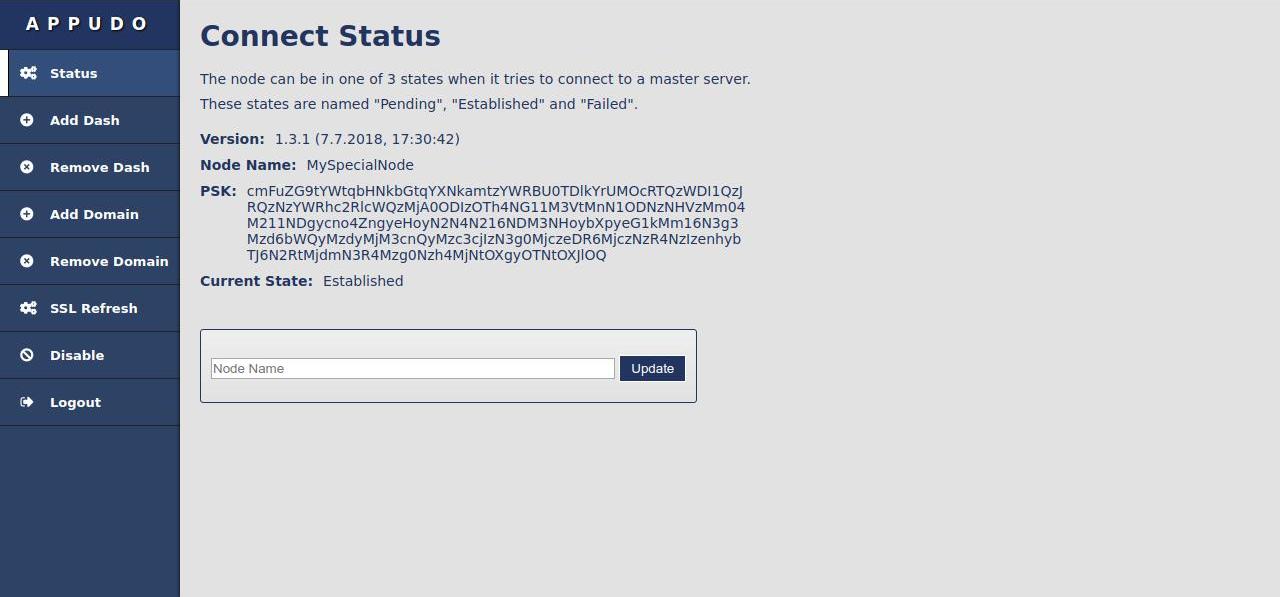 APPUDO
Status
Add Dash
Remove Dash
Add Domain
Remove Domain
SSL Refresh
Disable
Logout
Connect Status
The node can be in one of 3 states when it tries to connect to a master server.
These states are named "Pending", "Established" and "Failed".
Version: 1.3.1 (7.7.2018, 17:30:42)
Node Name: MySpecialNode
PSK: cmFuZG9tYWtqbHNkbGtqYXNkamtzYWRBU0TDlkYrUMOcRTQzWDI1QzJ
RQzNzYWRhc2RlcWQzMjA0ODIzOTh4NG11M3VtMnN1ODNzNHVzMm04
M211NDgycno4ZngyeHoyN2N4N216NDM3NHoybXpyeG1kMm16N3g3
Mzd6bWQyMzdyMjM3cnQyMzc3cjIzN3g0MjczeDR6MjczNzR4NzIzenhyb
TJ6N2RtMjdmN3R4Mzg0Nzh4MjNtOXgyOTNtOXJlOQ
Current State: Established
Node Name
Update